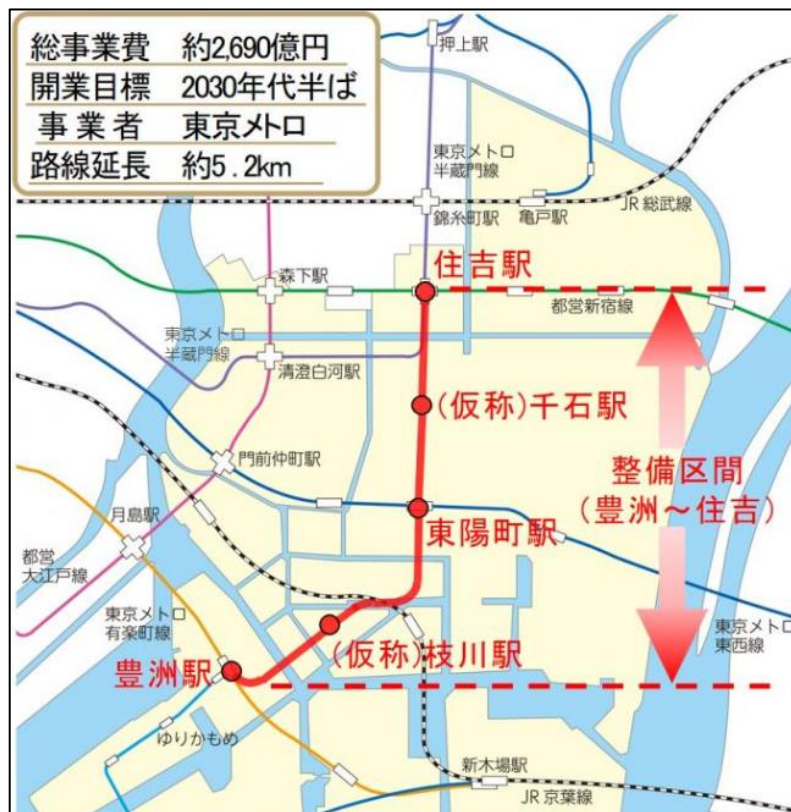 総事業費 約2,690億円
開業目標 2030年代半ば
事業者 東京メトロ
路線延長 約5.2km
押上駅
東京メトロ
半蔵門線
錦糸町駅
亀戸駅
JR総武線
住吉駅
森下駅
都営新宿線
東京メトロ
半蔵門線
清澄白河駅
(仮称)千石駅
門前仲町駅
整備区間
(豊洲～住吉)
月島駅
東陽町駅
都営
大江戸線
東京メトロ
有楽町線
(仮称)枝川駅
東京メトロ
東西線
豊洲駅
ゆりかもめ
新木場駅
JR京葉線